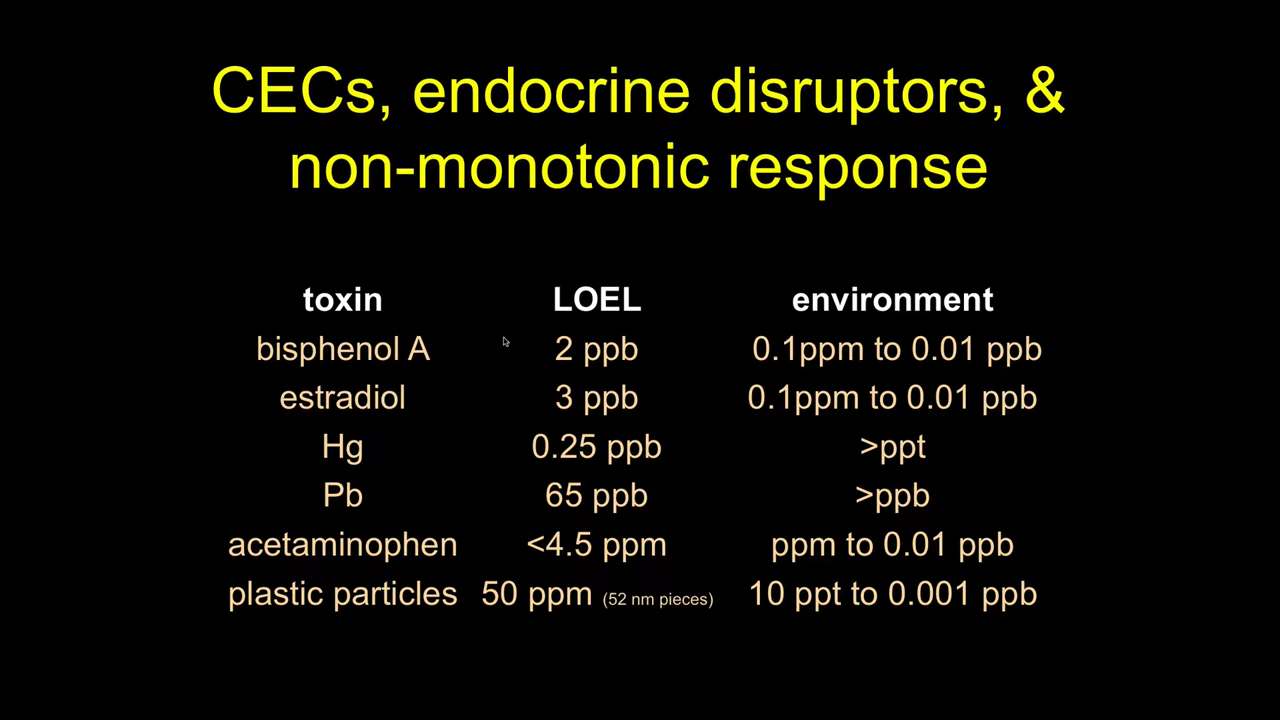 CECs, endocrine disruptors, &
non-monotonic response
toxin LOEL environment
bisphenol A 2 ppb 0.1ppm to 0.01 ppb
estradiol 3 ppb 0.1ppm to 0.01 ppb
Hg 0.25 ppb >ppt
Pb 65 ppb >ppb
acetaminophen <4.5 ppm ppm to 0.01 ppb
plastic particles 50 ppm (52 nm pieces) 10 ppt to 0.001 ppb